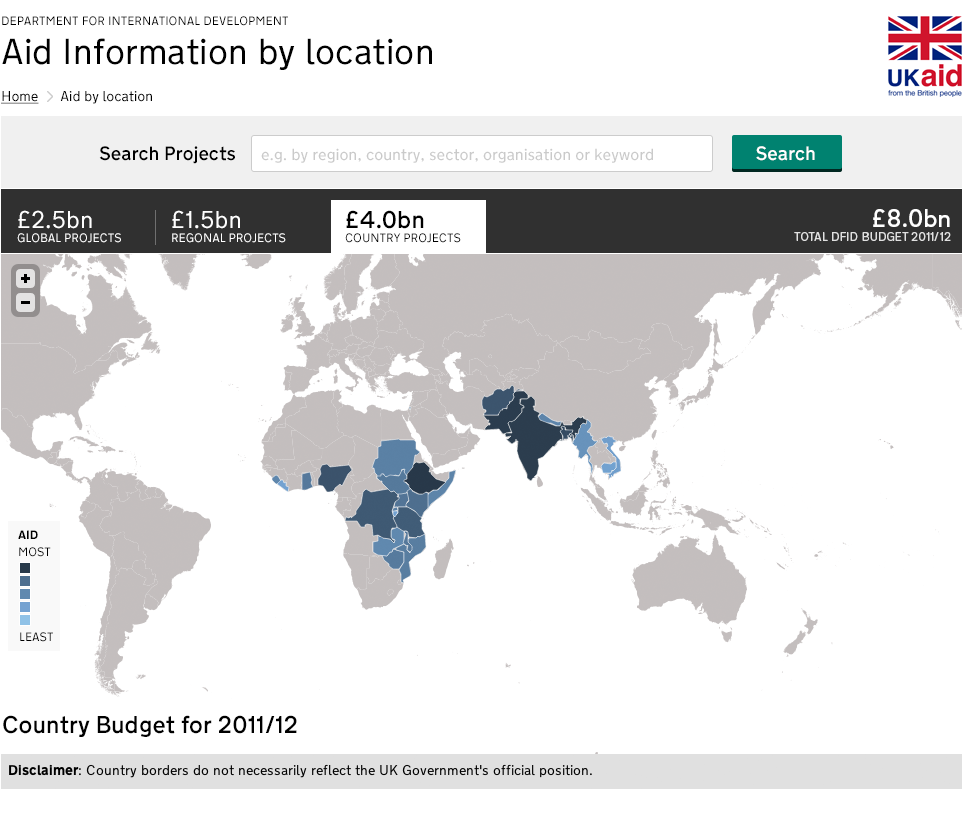 DEPARTMENT FOR INTERNATIONAL DEVELOPMENT
Aid Information by location
UKaid
from the British people
Home > Aid by location
Search Projects
e.g. by region, country, sector, organisation or keyword
Search
£2.5bn
GLOBAL PROJECTS
£1.5bn
REGONAL PROJECTS
£4.0bn
COUNTRY PROJECTS
£8.0bn
TOTAL DFID BUDGET 2011/12
+
−
AID
MOST
LEAST
Country Budget for 2011/12
Disclaimer: Country borders do not necessarily reflect the UK Government's official position.